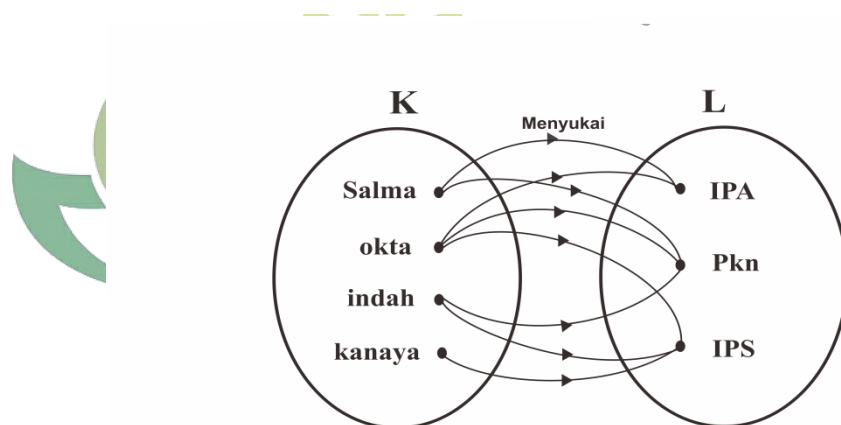 K
L
Menyukai
Salma
okta
indah
kanaya
IPA
Pkn
IPS